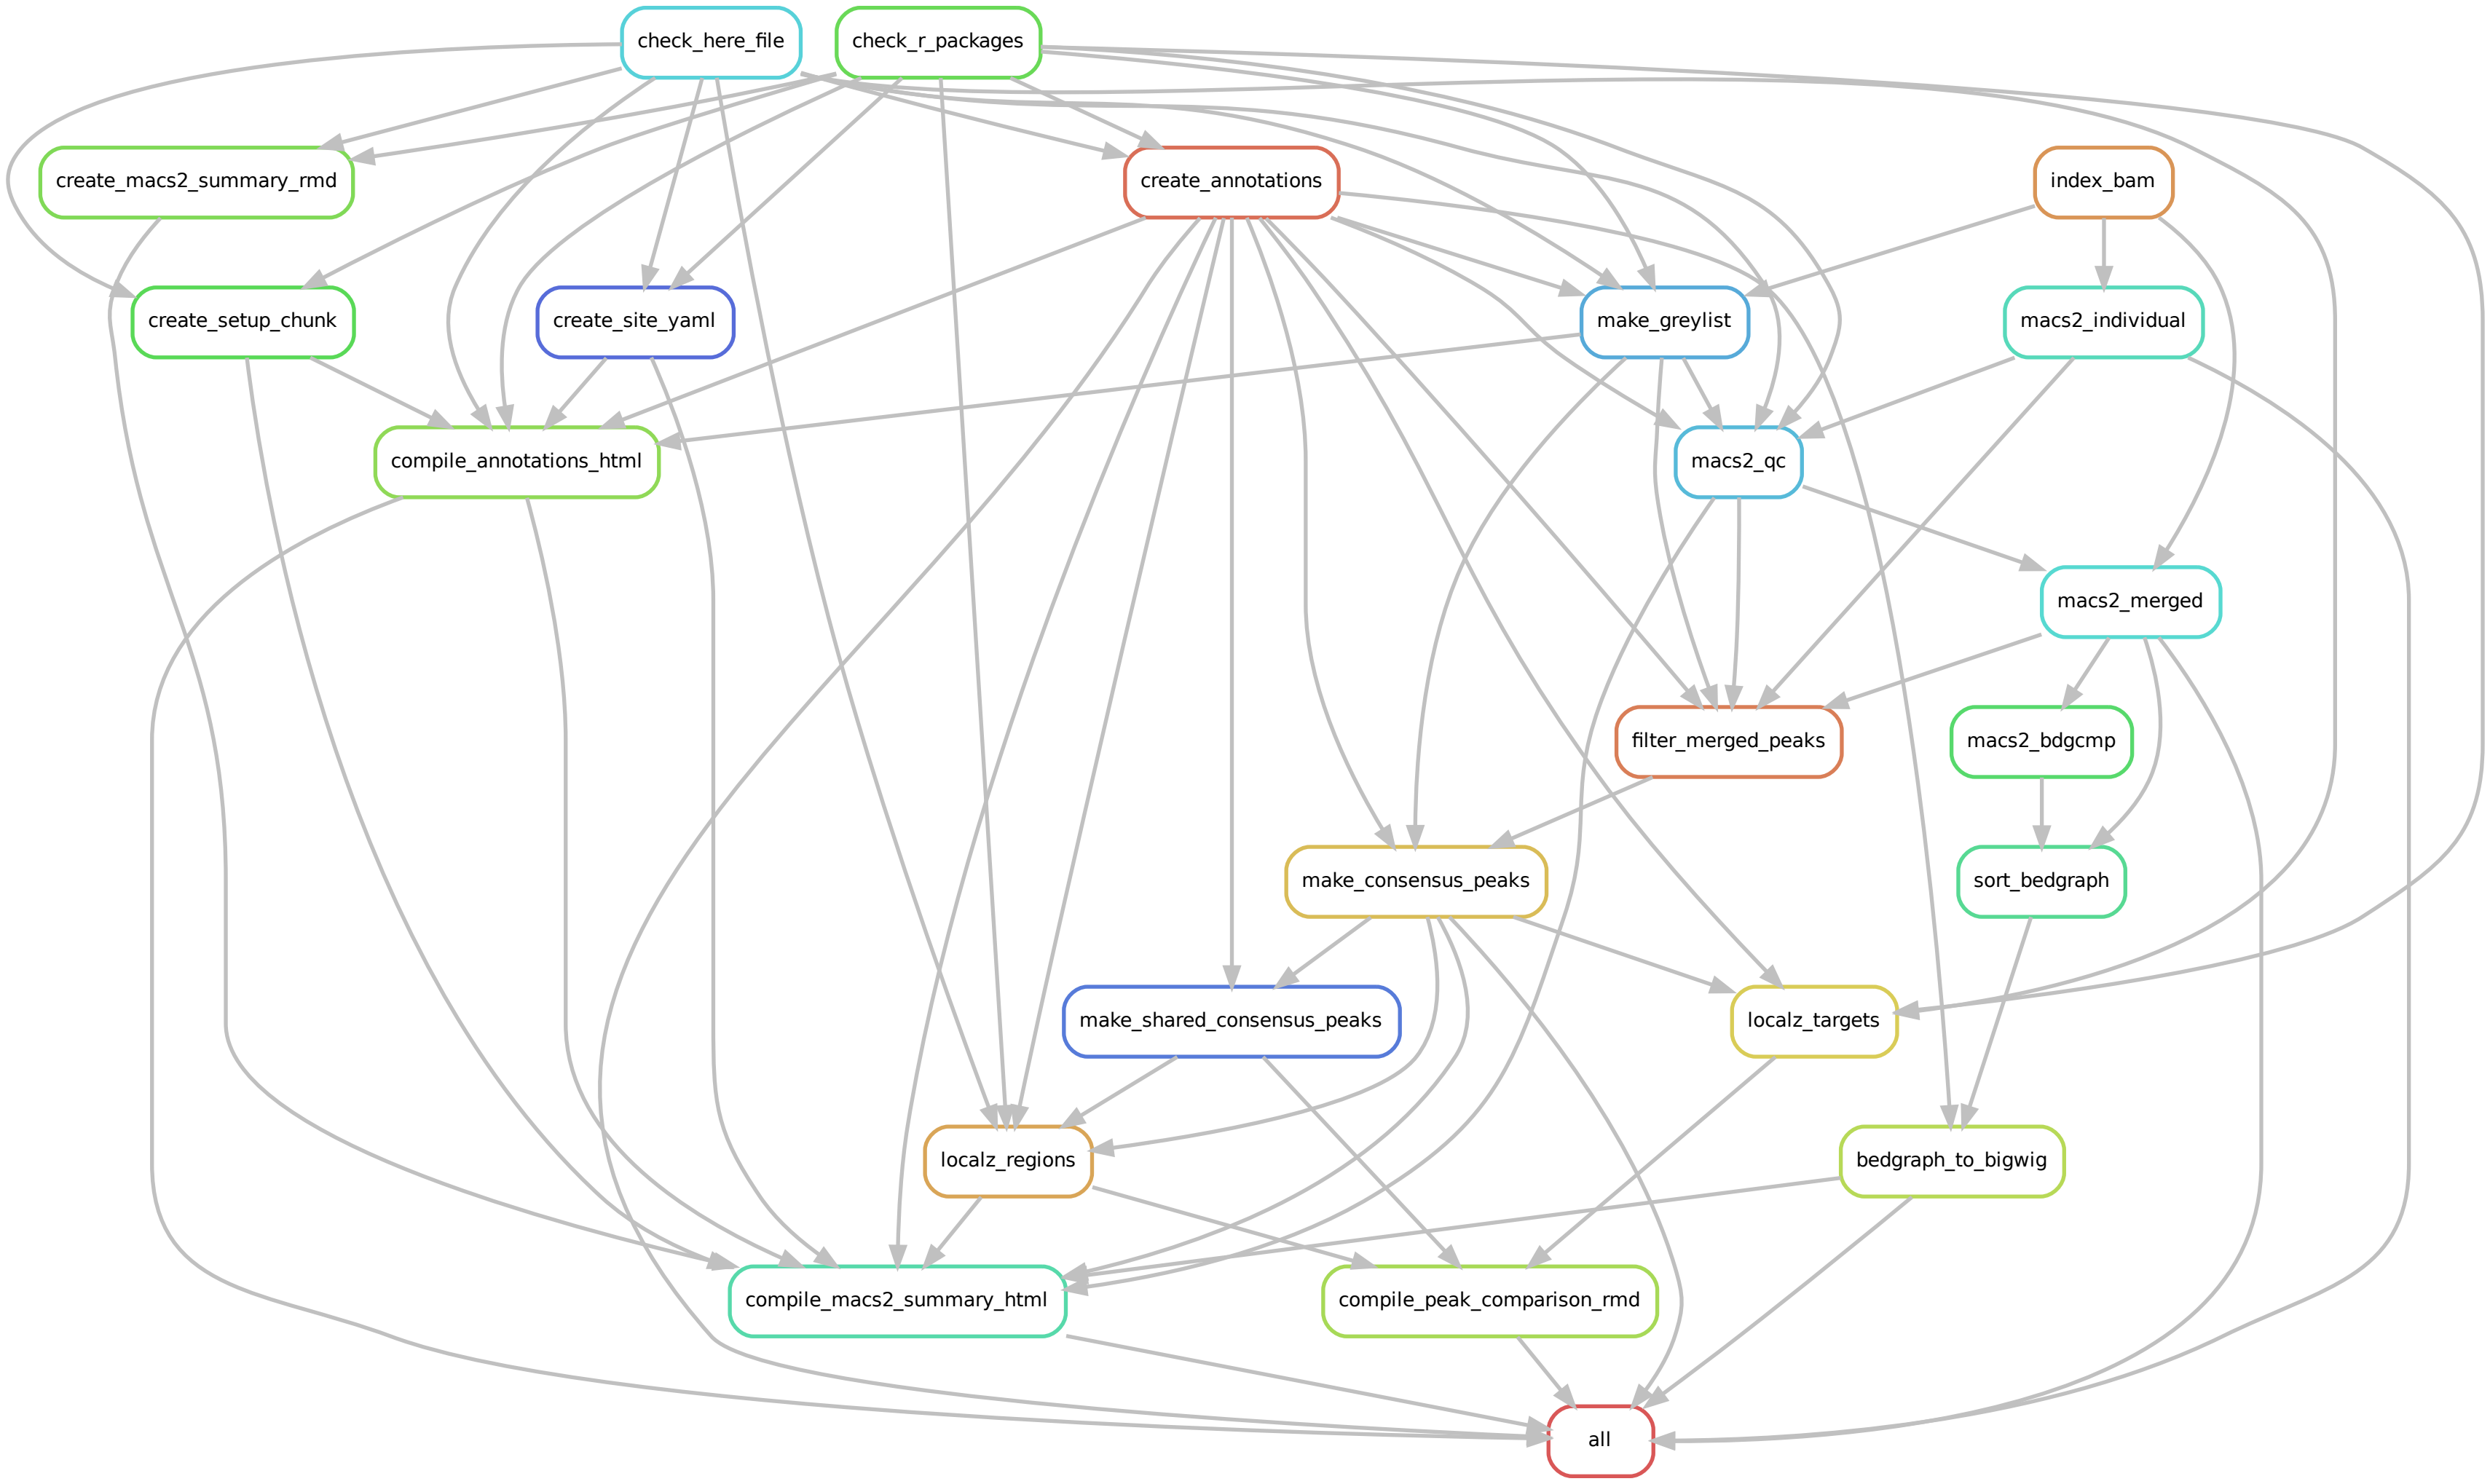 check_here_file
check_r_packages
create_macs2_summary_rmd
create_annotations
index_bam
create_setup_chunk
create_site_yaml
make_greylist
macs2_individual
compile_annotations_html
macs2_qc
macs2_merged
filter_merged_peaks
macs2_bdgcmp
make_consensus_peaks
sort_bedgraph
make_shared_consensus_peaks
localz_targets
localz_regions
bedgraph_to_bigwig
compile_macs2_summary_html
compile_peak_comparison_rmd
all